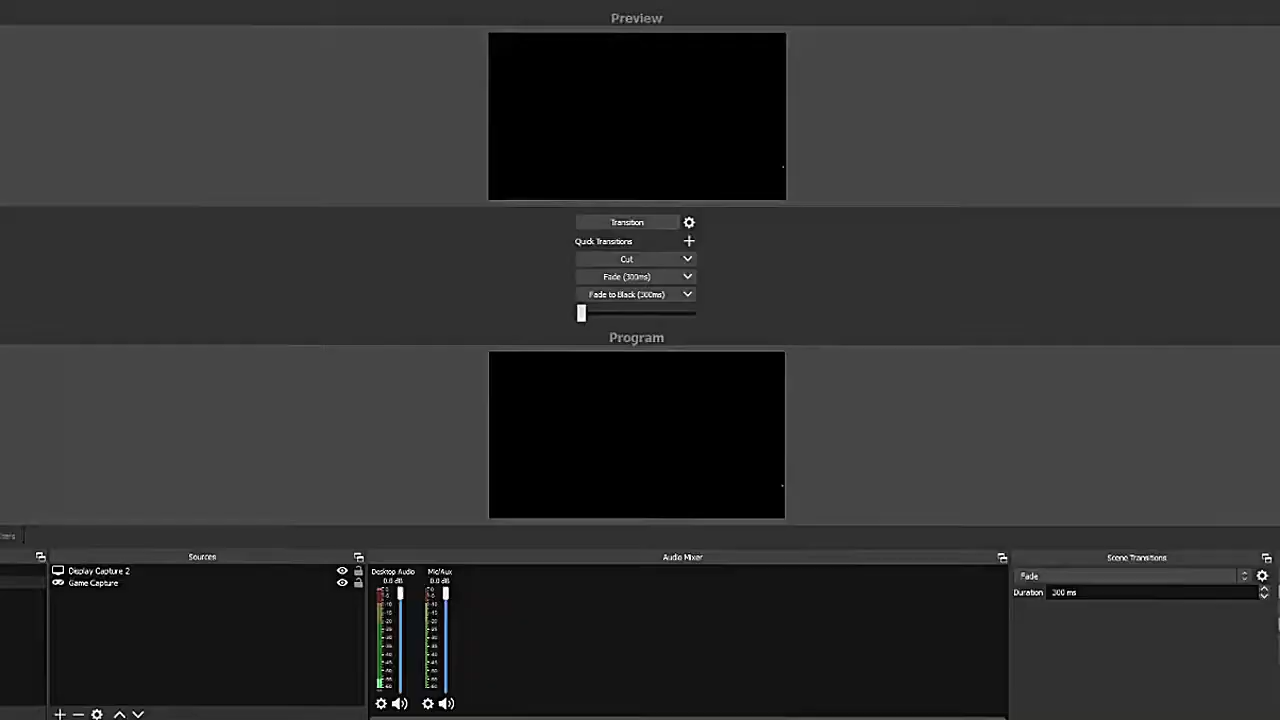 Preview
Transition
Quick Transitions
Cut
Fade (300ms)
Fade to Black (300ms)
Program
Sources
Audio Mixer
Scene Transitions
Display Capture 2
Game Capture
Desktop Audio
0.0 dB
Mic/Aux
0.0 dB
Fade
Duration
300 ms